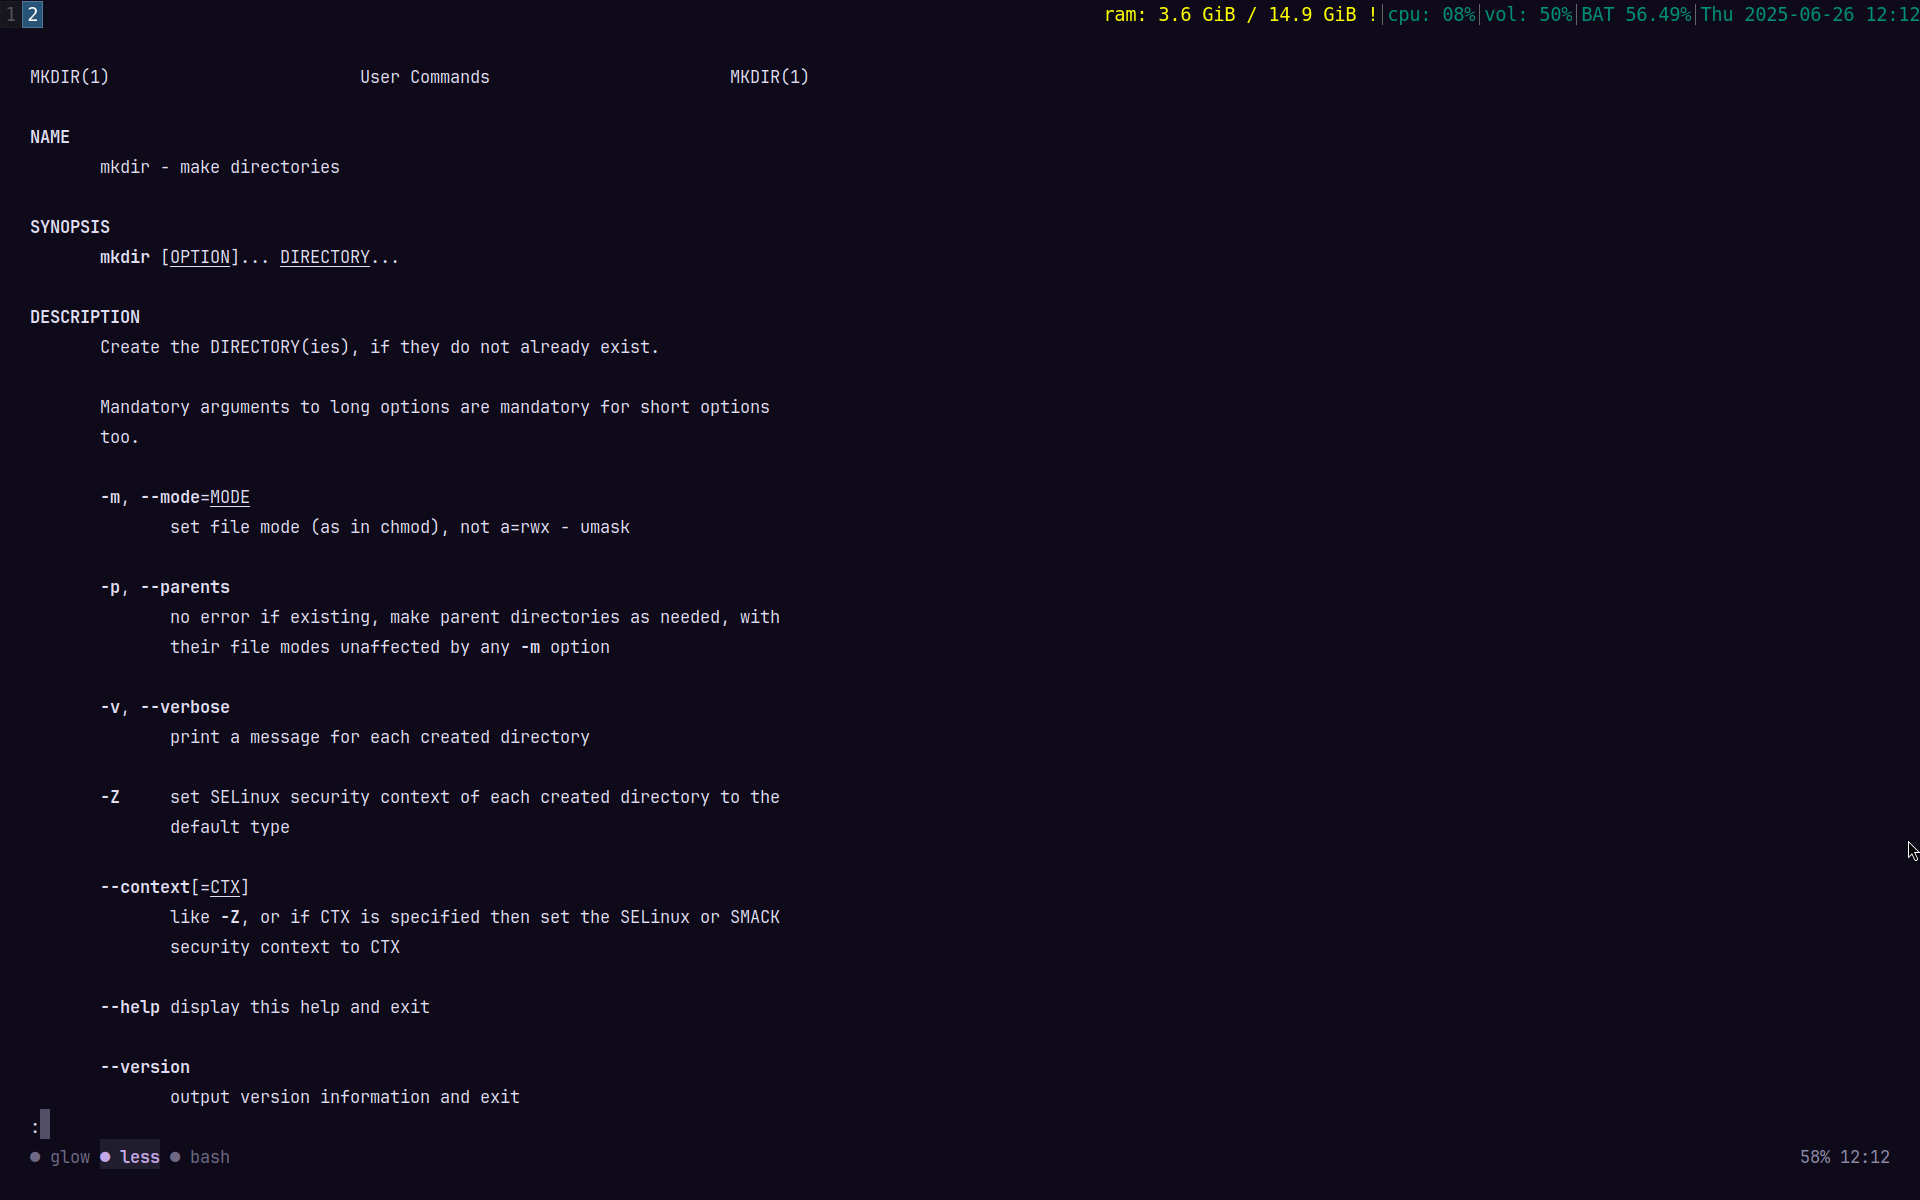 1 2 ram: 3.6 GiB / 14.9 GiB !|cpu: 08%|vol: 50%|BAT 56.49%|Thu 2025-06-26 12:12
MKDIR(1) User Commands MKDIR(1)
NAME
mkdir - make directories
SYNOPSIS
mkdir [OPTION]... DIRECTORY...
DESCRIPTION
Create the DIRECTORY(ies), if they do not already exist.
Mandatory arguments to long options are mandatory for short options
too.
-m, --mode=MODE
set file mode (as in chmod), not a=rwx - umask
-p, --parents
no error if existing, make parent directories as needed, with
their file modes unaffected by any -m option
-v, --verbose
print a message for each created directory
-Z set SELinux security context of each created directory to the
default type
--context[=CTX]
like -Z, or if CTX is specified then set the SELinux or SMACK
security context to CTX
--help display this help and exit
--version
output version information and exit
:
● glow ● less ● bash 58% 12:12